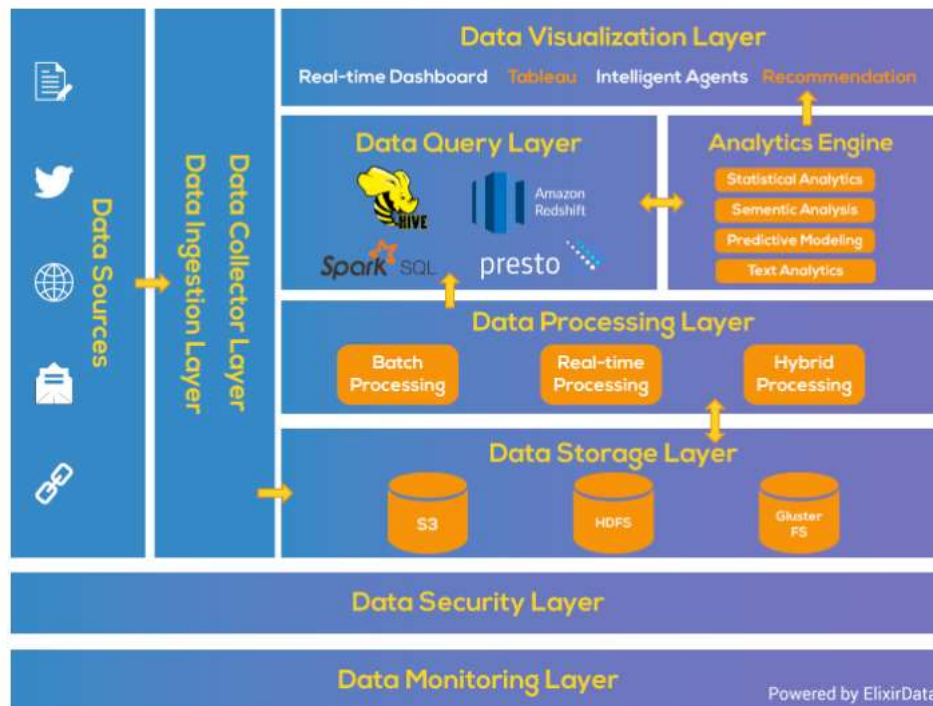 Data Visualization Layer
Real-time Dashboard Tableau Intelligent Agents Recommendation
Data Sources
Data Ingestion Layer
Data Collector Layer
Data Query Layer
HIVE
Amazon
Redshift
Spark SQL
presto
Analytics Engine
Statistical Analytics
Sementic Analysis
Predictive Modeling
Text Analytics
Data Processing Layer
Batch
Processing
Real-time
Processing
Hybrid
Processing
Data Storage Layer
S3
HDFS
Gluster
FS
Data Security Layer
Data Monitoring Layer
Powered by ElixirData